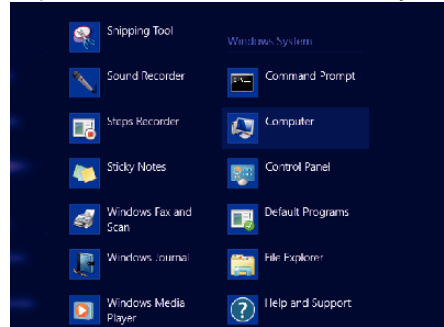 Snipping Tool
Sound Recorder
Steps Recorder
Sticky Notes
Windows Fax and
Scan
Windows Journal
Windows Media
Player
Windows System
Command Prompt
Computer
Control Panel
Default Programs
File Explorer
Help and Support